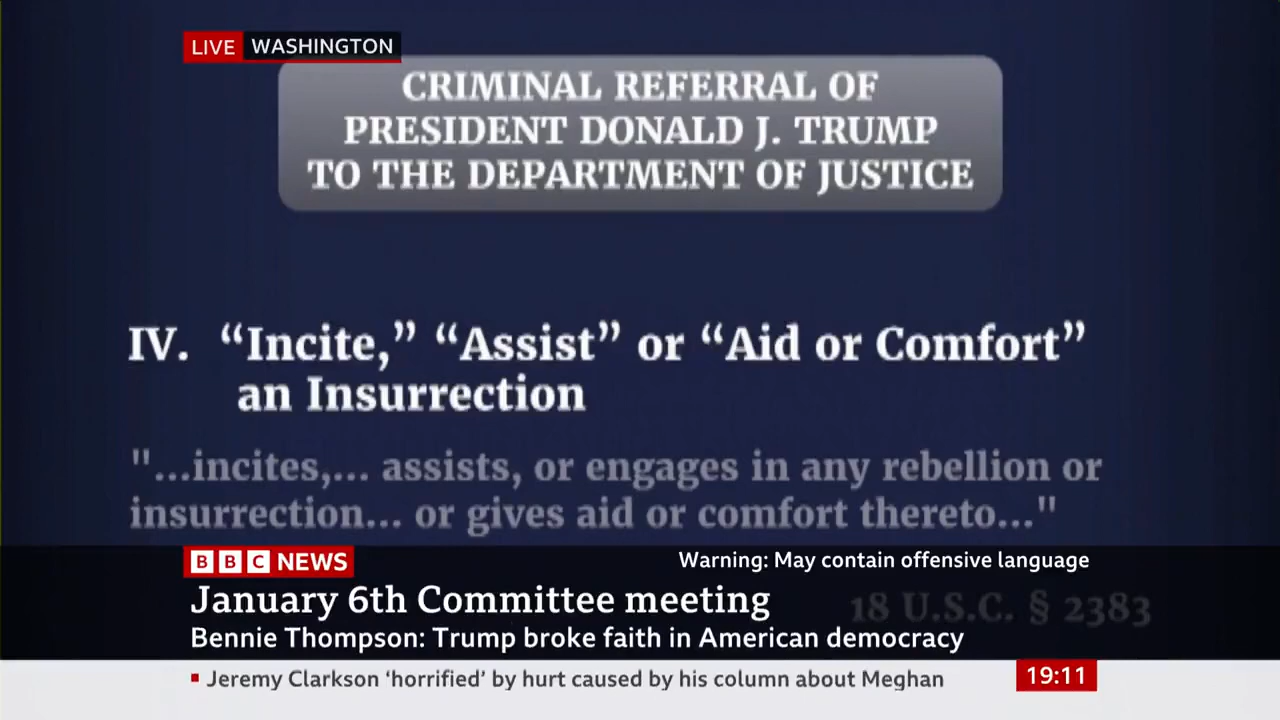 LIVE WASHINGTON
CRIMINAL REFERRAL OF
PRESIDENT DONALD J. TRUMP
TO THE DEPARTMENT OF JUSTICE
IV. “Incite,” “Assist” or “Aid or Comfort”
an Insurrection
"...incites,... assists, or engages in any rebellion or
insurrection... or gives aid or comfort thereto..."
BBC NEWS
Warning: May contain offensive language
January 6th Committee meeting
18 U.S.C. § 2383
Bennie Thompson: Trump broke faith in American democracy
Jeremy Clarkson ‘horrified’ by hurt caused by his column about Meghan
19:11